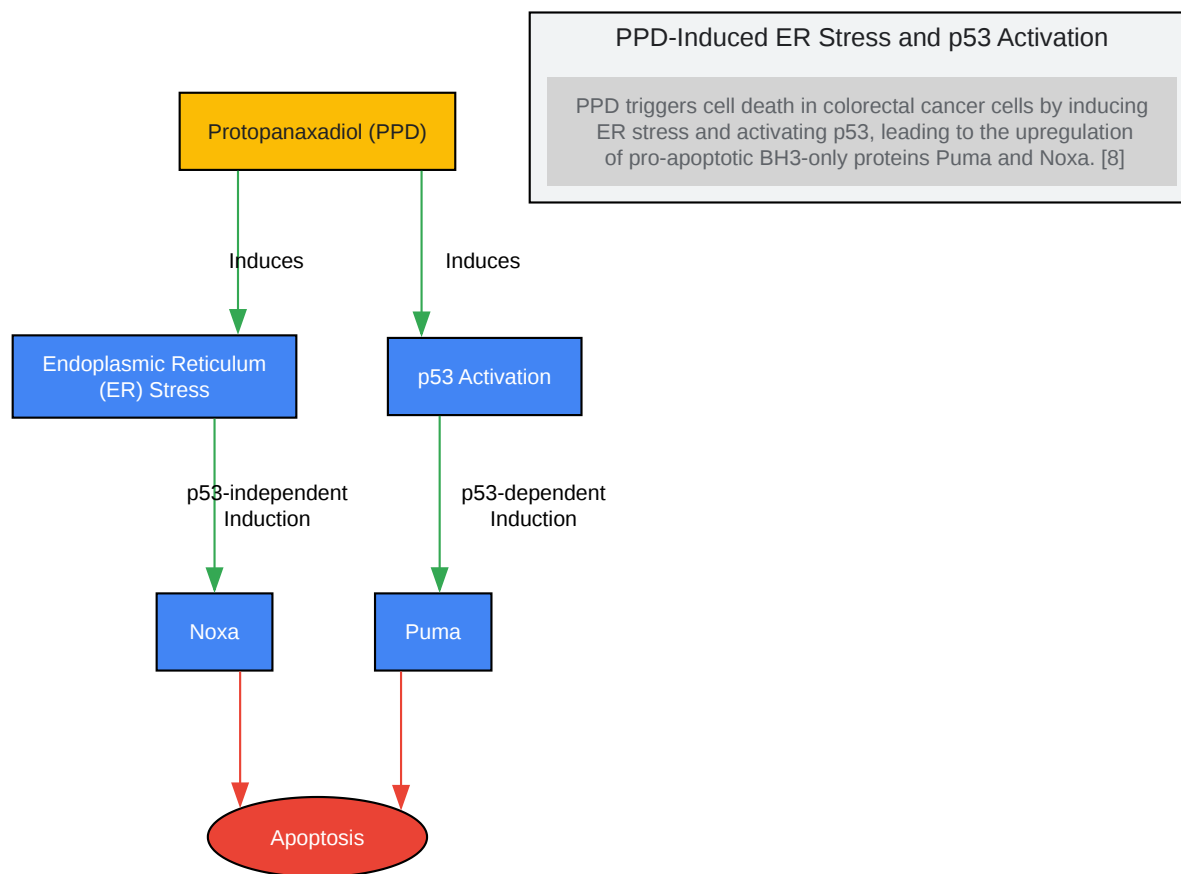 PPD-Induced ER Stress and p53 Activation
PPD triggers cell death in colorectal cancer cells by inducing
ER stress and activating p53, leading to the upregulation
of pro-apoptotic BH3-only proteins Puma and Noxa. [8]
Protopanaxadiol (PPD)
Induces
Induces
Endoplasmic Reticulum
(ER) Stress
p53 Activation
p53-independent
Induction
p53-dependent
Induction
Noxa
Puma
Apoptosis